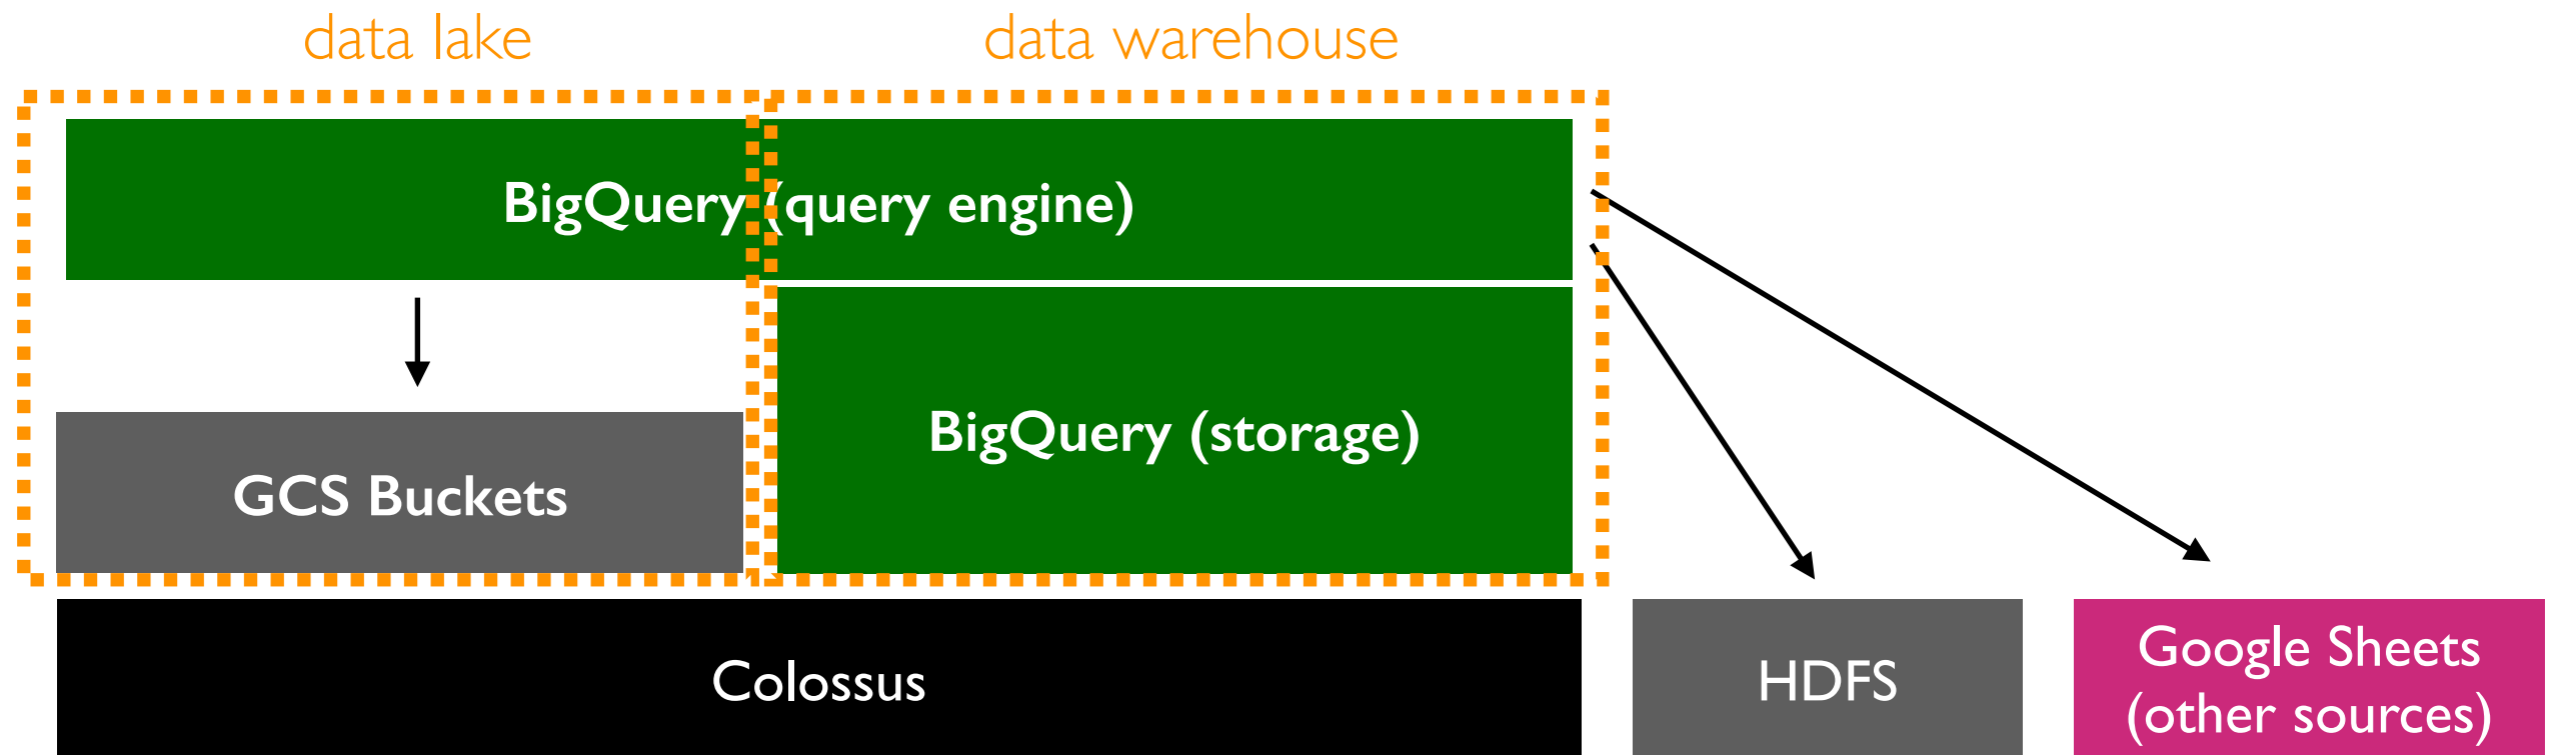 data lake
data warehouse
BigQuery (query engine)
BigQuery (storage)
GCS Buckets
Colossus
HDFS
Google Sheets
(other sources)